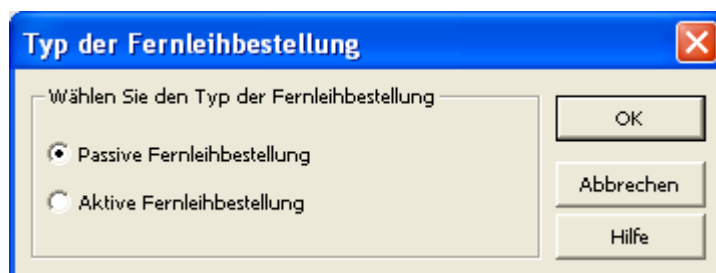 Typ der Fernleihbestellung
Wählen Sie den Typ der Fernleihbestellung
Passive Fernleihbestellung
Aktive Fernleihbestellung
OK
Abbrechen
Hilfe